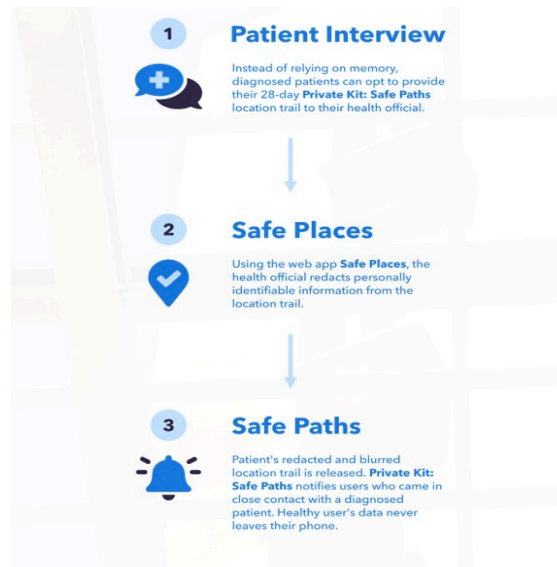 1
Patient Interview
Instead of relying on memory,
diagnosed patients can opt to provide
their 28-day Private Kit: Safe Paths
location trail to their health official.
2
Safe Places
Using the web app Safe Places, the
health official redacts personally
identifiable information from the
location trail.
3
Safe Paths
Patient's redacted and blurred
location trail is released. Private Kit:
Safe Paths notifies users who came in
close contact with a diagnosed
patient. Healthy user's data never
leaves their phone.